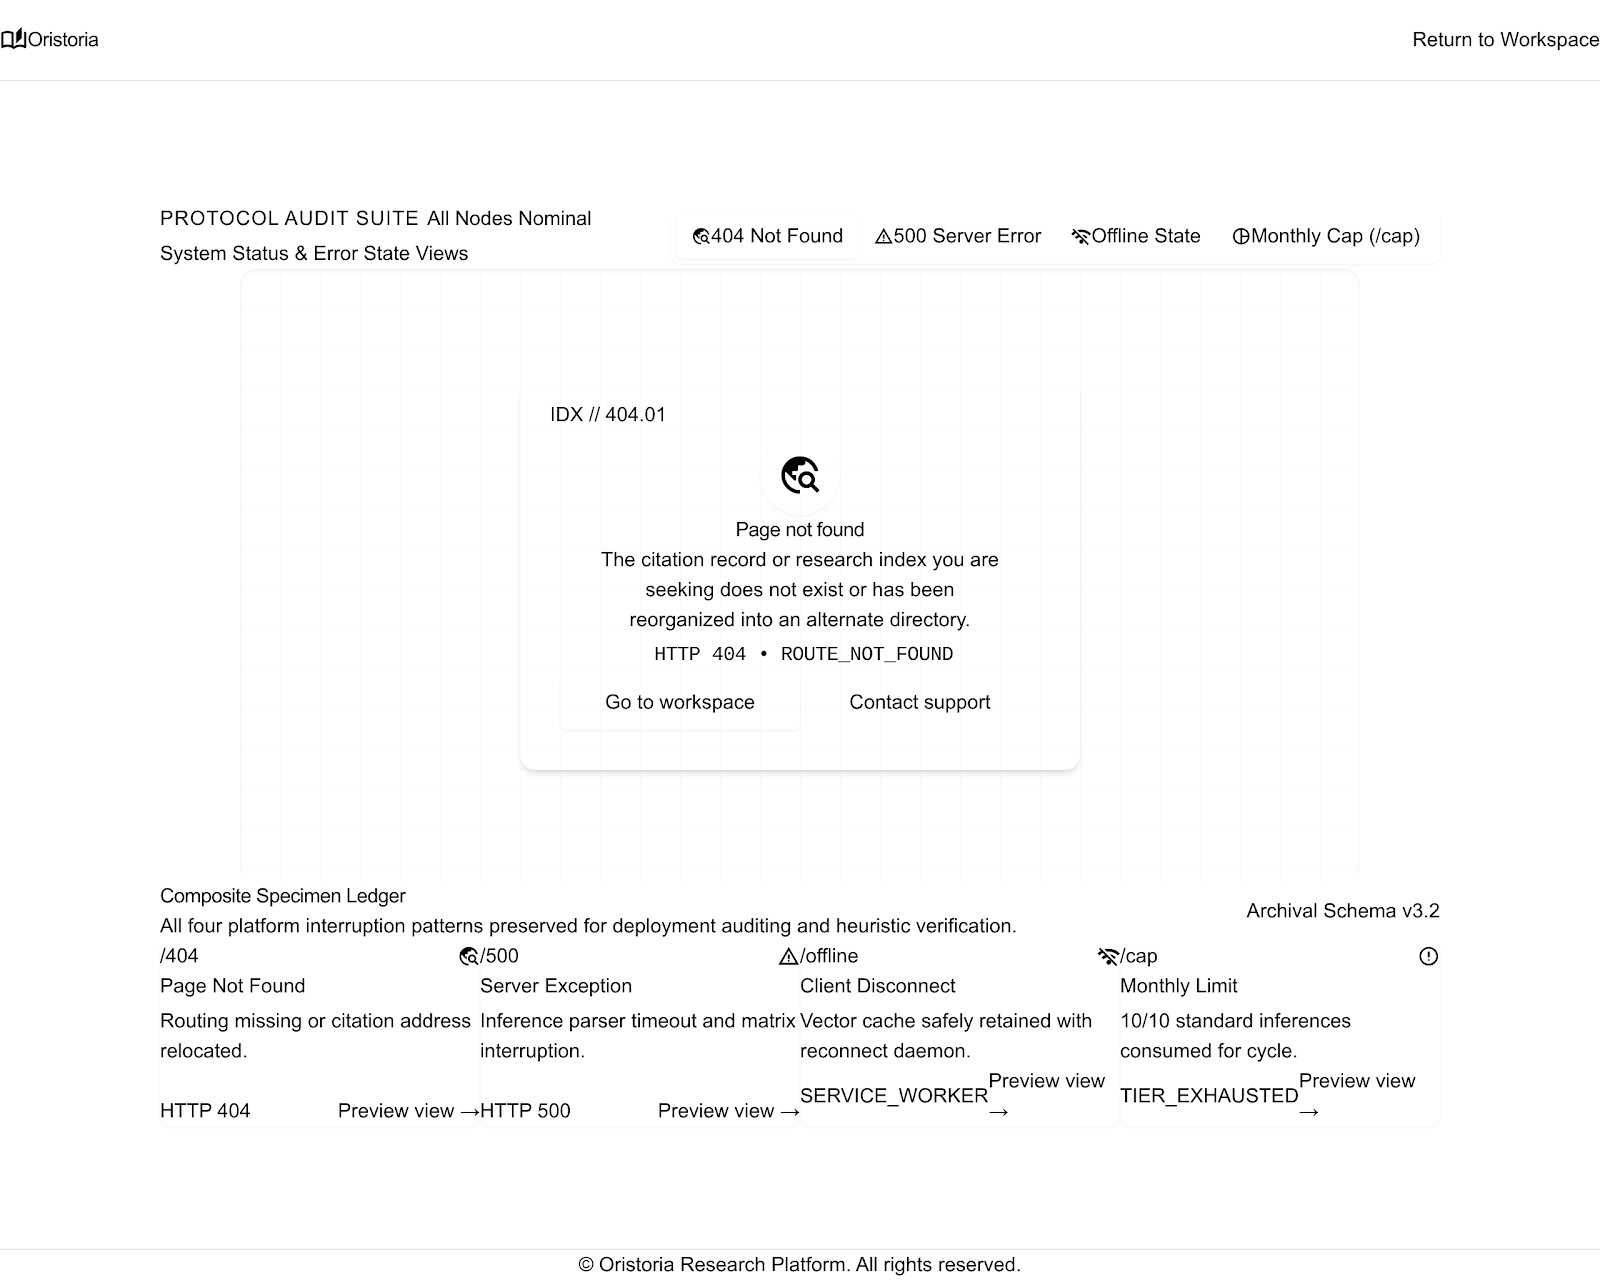 Oristoria
Return to Workspace
PROTOCOL AUDIT SUITE All Nodes Nominal
System Status & Error State Views
404 Not Found
500 Server Error
Offline State
Monthly Cap (/cap)
IDX // 404.01
Page not found
The citation record or research index you are
seeking does not exist or has been
reorganized into an alternate directory.
HTTP 404 • ROUTE_NOT_FOUND
Go to workspace
Contact support
Composite Specimen Ledger
All four platform interruption patterns preserved for deployment auditing and heuristic verification.
Archival Schema v3.2
/404
Page Not Found
Routing missing or citation address
relocated.
HTTP 404
Preview view →
/500
Server Exception
Inference parser timeout and matrix
interruption.
HTTP 500
Preview view →
/offline
Client Disconnect
Vector cache safely retained with
reconnect daemon.
SERVICE_WORKER
Preview view
→
/cap
Monthly Limit
10/10 standard inferences
consumed for cycle.
TIER_EXHAUSTED
Preview view
→
© Oristoria Research Platform. All rights reserved.